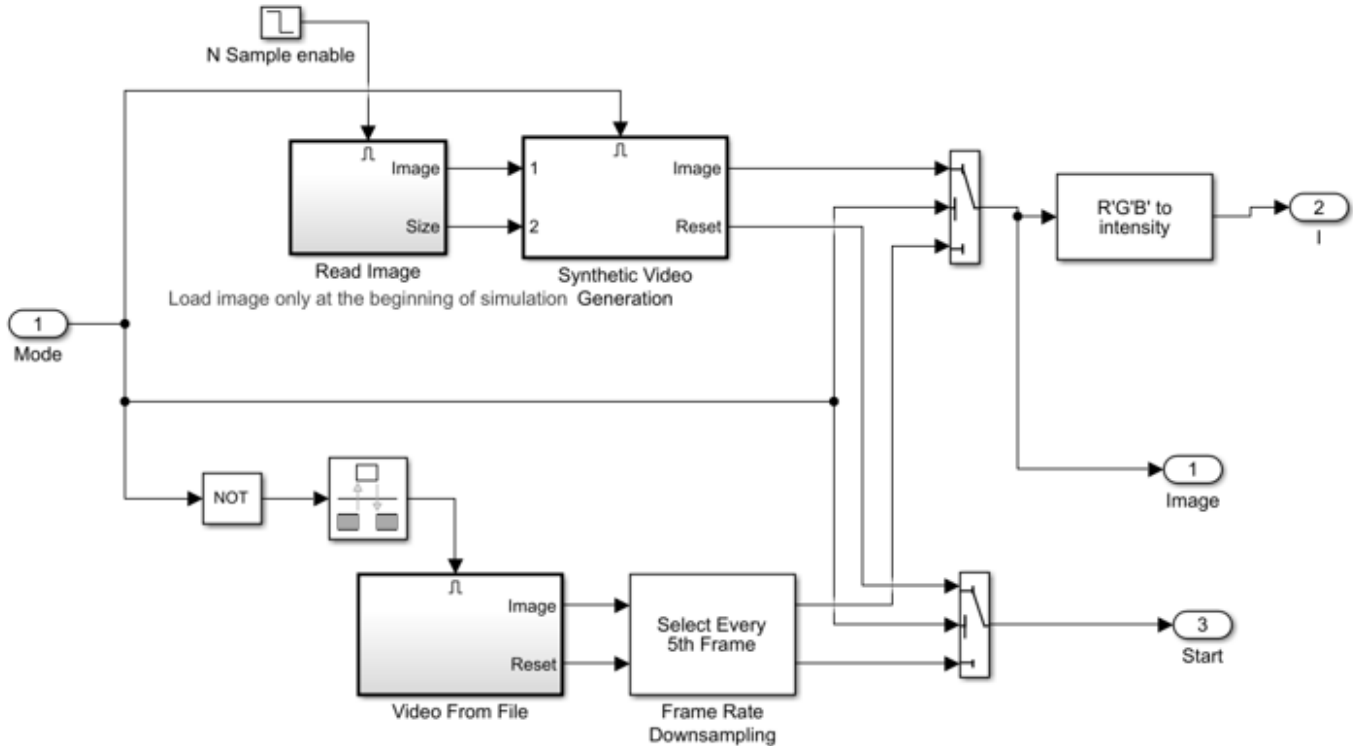 N Sample enable
Image
Size
Read Image
Load image only at the beginning of simulation
1
2
Image
Reset
Synthetic Video
Generation
R'G'B' to
intensity
2
I
1
Mode
NOT
1
Image
Image
Reset
Video From File
Select Every
5th Frame
Frame Rate
Downsampling
3
Start